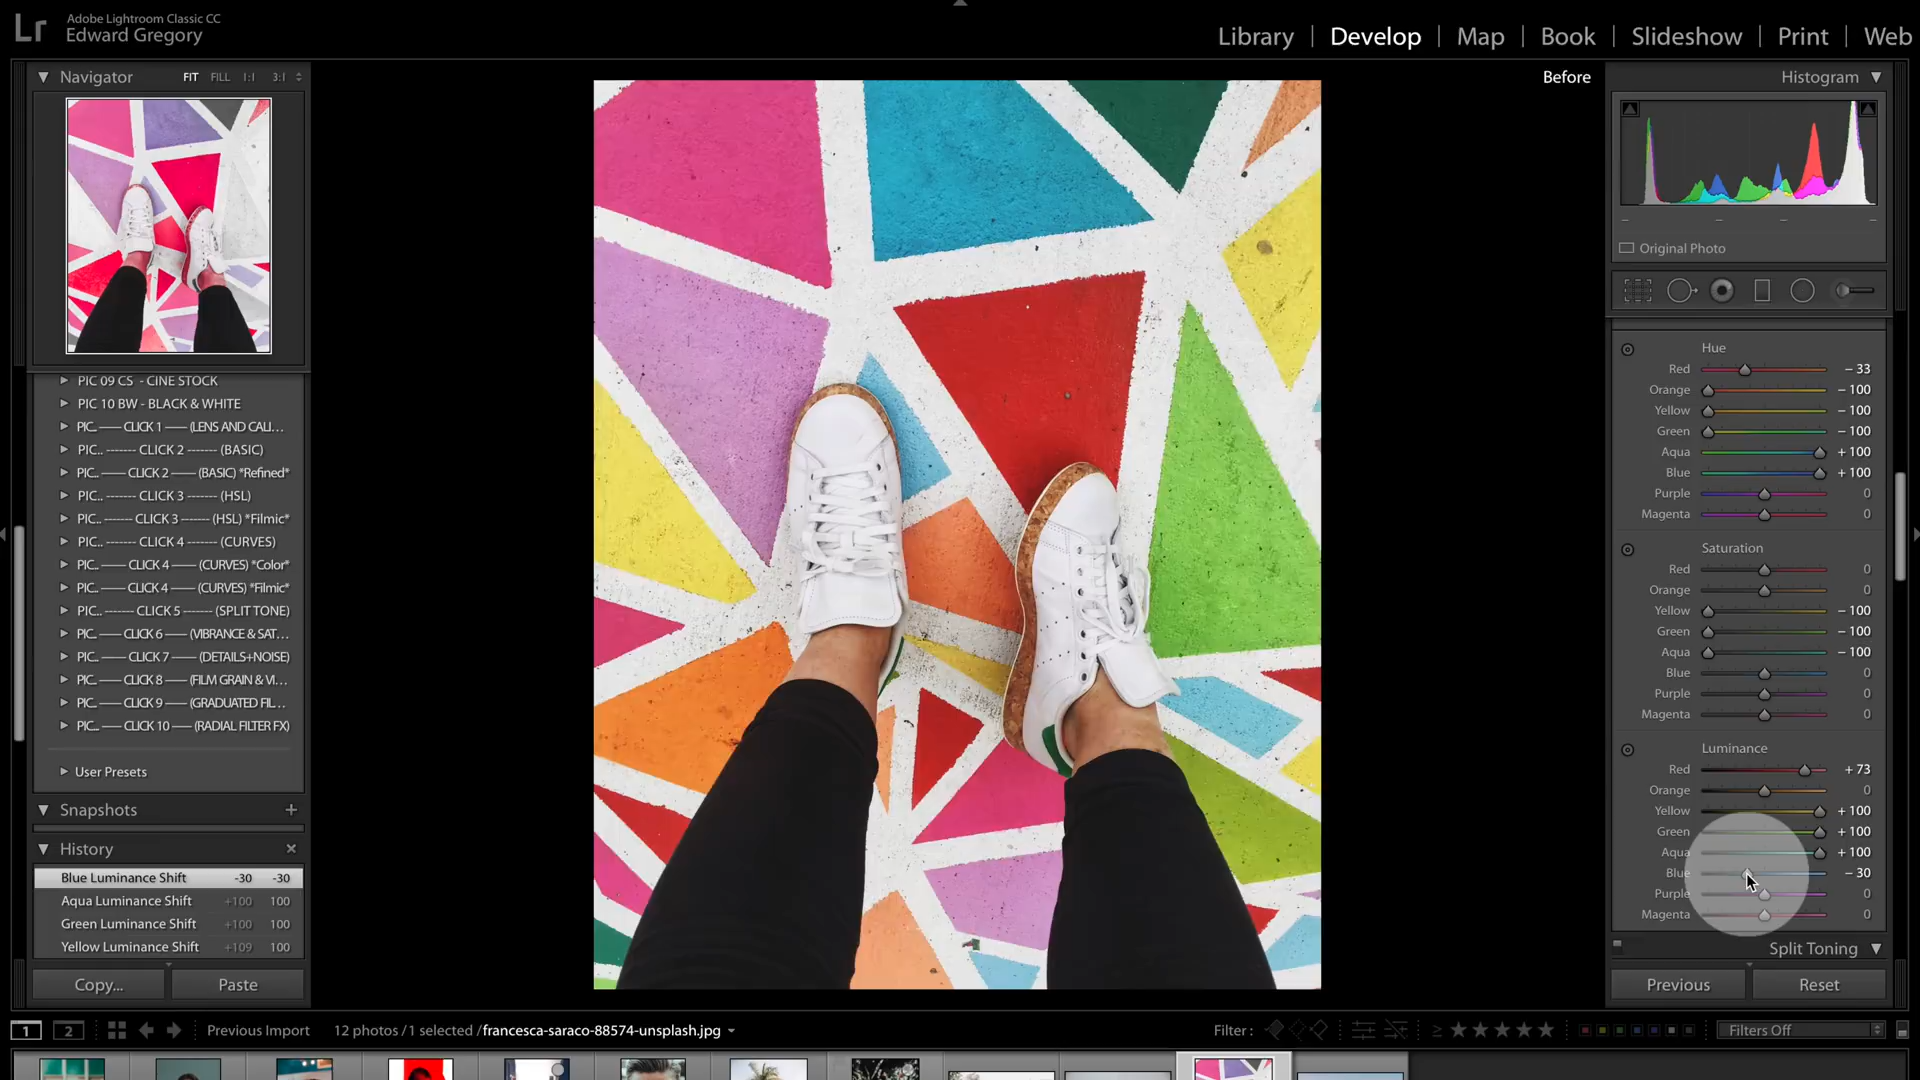 Lr
Adobe Lightroom Classic CC
Edward Gregory
Library | Develop | Map | Book | Slideshow | Print | Web
Navigator FIT FILL 1:1 3:1
PIC 09 CS - CINE STOCK
PIC 10 BW - BLACK & WHITE
PIC.. —— CLICK 1 —— (LENS AND CALI...
PIC.. ------- CLICK 2 ------- (BASIC)
PIC.. —— CLICK 2 —— (BASIC) *Refined*
PIC.. ------- CLICK 3 ------- (HSL)
PIC.. ------- CLICK 3 ------- (HSL) *Filmic*
PIC.. ------- CLICK 4 ------- (CURVES)
PIC.. —— CLICK 4 —— (CURVES) *Color*
PIC.. —— CLICK 4 —— (CURVES) *Filmic*
PIC.. ------- CLICK 5 ------- (SPLIT TONE)
PIC.. —— CLICK 6 —— (VIBRANCE & SAT...
PIC.. —— CLICK 7 —— (DETAILS+NOISE)
PIC.. —— CLICK 8 —— (FILM GRAIN & VI...
PIC.. —— CLICK 9 —— (GRADUATED FIL...
PIC.. —— CLICK 10 —— (RADIAL FILTER FX)
User Presets
Snapshots +
History ×
Blue Luminance Shift -30 -30
Aqua Luminance Shift +100 100
Green Luminance Shift +100 100
Yellow Luminance Shift +109 100
Copy... Paste
Before
Histogram
Original Photo
Hue
Red - 33
Orange - 100
Yellow - 100
Green - 100
Aqua + 100
Blue + 100
Purple 0
Magenta 0
Saturation
Red 0
Orange 0
Yellow - 100
Green - 100
Aqua - 100
Blue 0
Purple 0
Magenta 0
Luminance
Red + 73
Orange 0
Yellow + 100
Green + 100
Aqua + 100
Blue - 30
Purple 0
Magenta 0
Split Toning
Previous Reset
1 2 Previous Import 12 photos / 1 selected / francesca-saraco-88574-unsplash.jpg Filter : ≥ ★★★★★ Filters Off